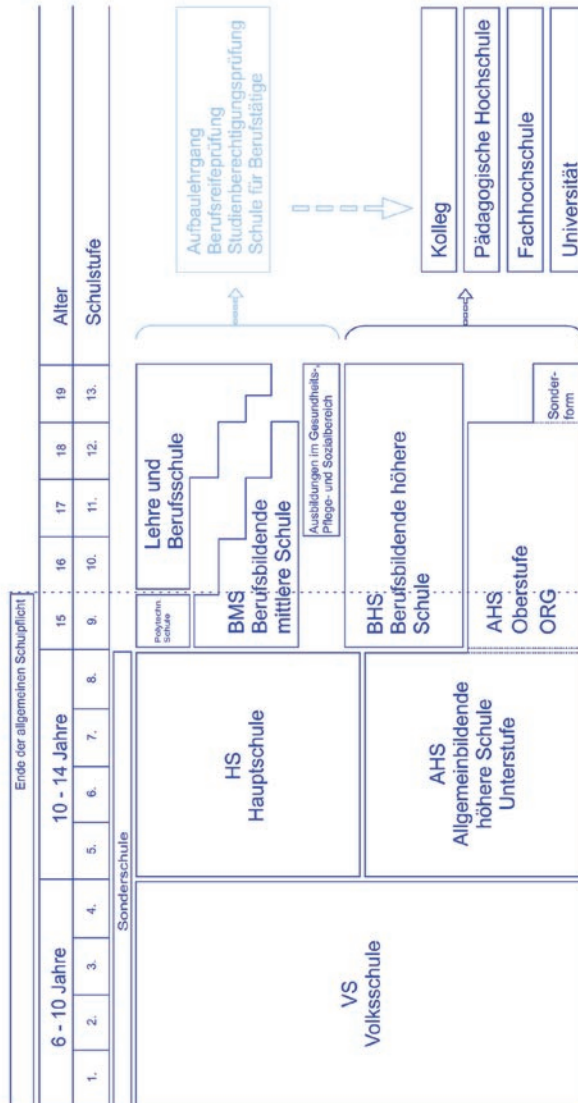 Ende der allgemeinen Schulpflicht
6 - 10 Jahre
10 - 14 Jahre
15
16
17
18
19
Alter
1.
2.
3.
4.
5.
6.
7.
8.
9.
10.
11.
12.
13.
Schulstufe
Sonderschule
VS
Volksschule
HS
Hauptschule
AHS
Allgemeinbildende
höhere Schule
Unterstufe
Polytechn.
Schule
Lehre und
Berufsschule
BMS
Berufsbildende
mittlere Schule
Ausbildungen im Gesundheits-,
Pflege- und Sozialbereich
BHS
Berufsbildende höhere
Schule
AHS
Oberstufe
ORG
Sonder-
form
Aufbaulehrgang
Berufsreifeprüfung
Studienberechtigungsprüfung
Schule für Berufstätige
Kolleg
Pädagogische Hochschule
Fachhochschule
Universität